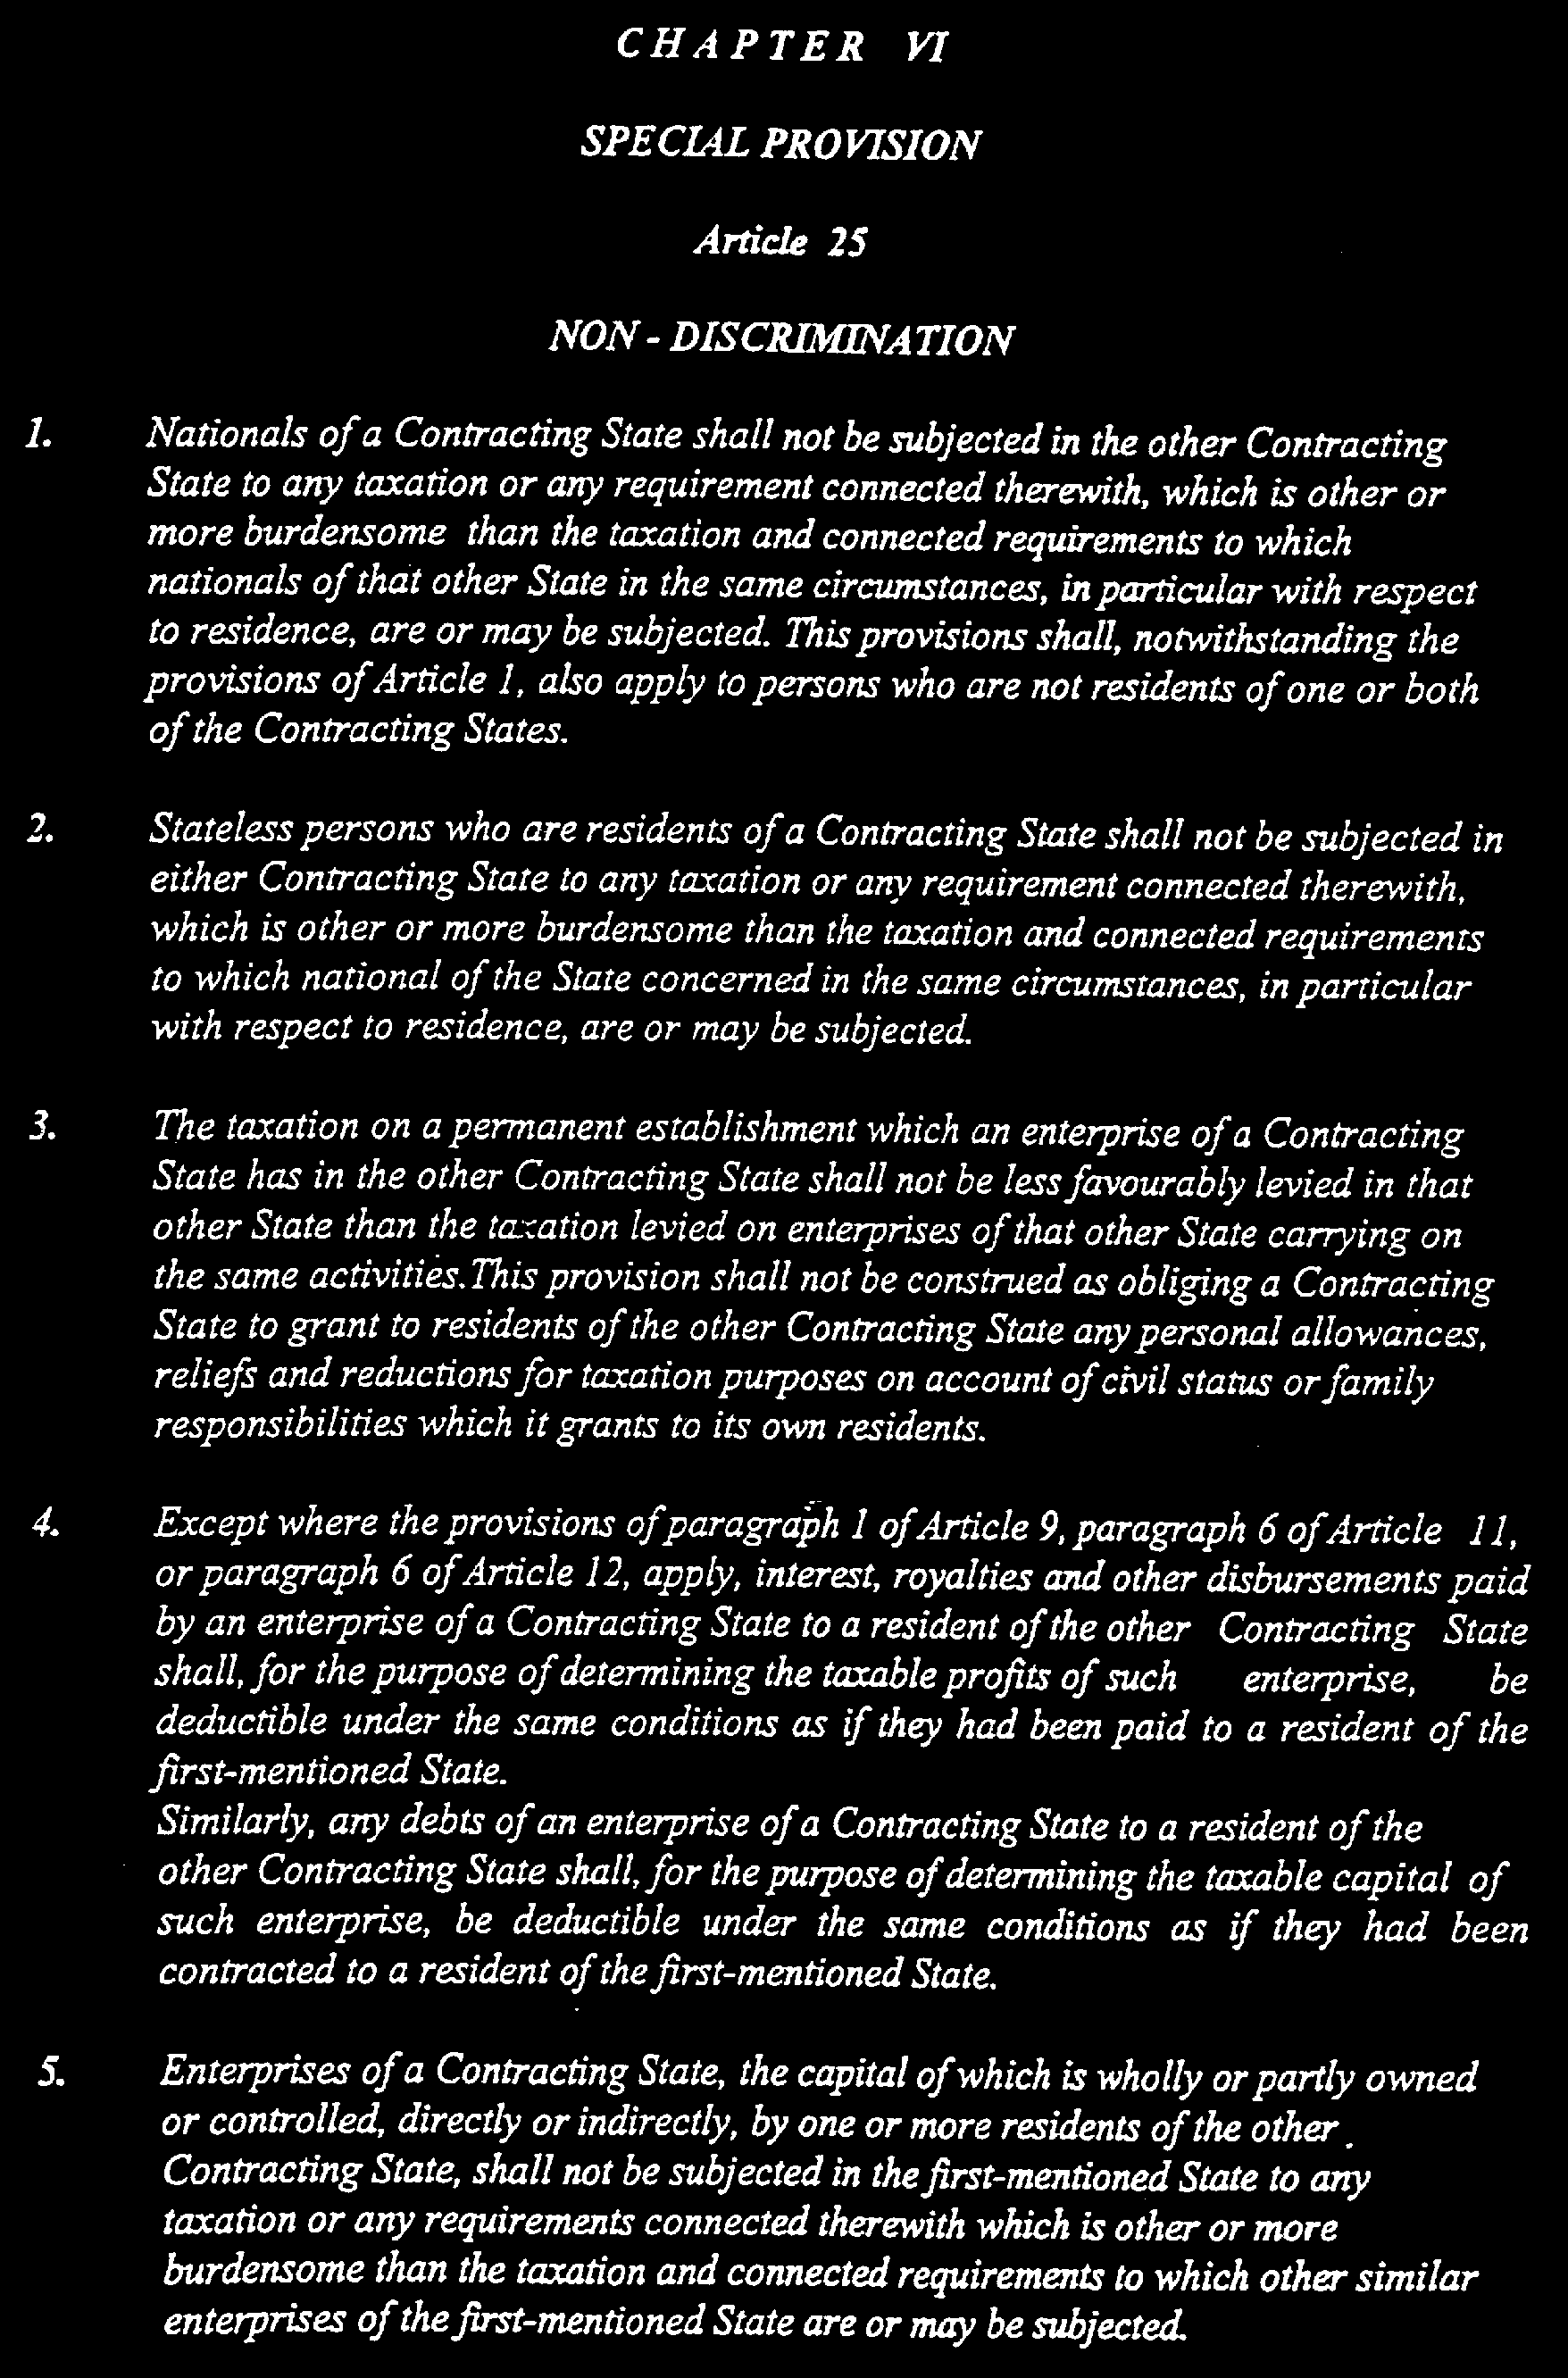 CHAPTER VI
SPECIAL PROVISION
Article 25
NON - DISCRIMINATION
1. Nationals of a Contracting State shall not be subjected in the other Contracting
State to any taxation or any requirement connected therewith, which is other or
more burdensome than the taxation and connected requirements to which
nationals of that other State in the same circumstances, in particular with respect
to residence, are or may be subjected. This provisions shall, notwithstanding the
provisions of Article 1, also apply to persons who are not residents of one or both
of the Contracting States.
2. Stateless persons who are residents of a Contracting State shall not be subjected in
either Contracting State to any taxation or any requirement connected therewith,
which is other or more burdensome than the taxation and connected requirements
to which national of the State concerned in the same circumstances, in particular
with respect to residence, are or may be subjected.
3. The taxation on a permanent establishment which an enterprise of a Contracting
State has in the other Contracting State shall not be less favourably levied in that
other State than the taxation levied on enterprises of that other State carrying on
the same activities.This provision shall not be construed as obliging a Contracting
State to grant to residents of the other Contracting State any personal allowances,
reliefs and reductions for taxation purposes on account of civil status or family
responsibilities which it grants to its own residents.
4. Except where the provisions of paragraph 1 of Article 9, paragraph 6 of Article 11,
or paragraph 6 of Article 12, apply, interest, royalties and other disbursements paid
by an enterprise of a Contracting State to a resident of the other Contracting State
shall, for the purpose of determining the taxable profits of such enterprise, be
deductible under the same conditions as if they had been paid to a resident of the
first-mentioned State.
Similarly, any debts of an enterprise of a Contracting State to a resident of the
other Contracting State shall, for the purpose of determining the taxable capital of
such enterprise, be deductible under the same conditions as if they had been
contracted to a resident of the first-mentioned State.
5. Enterprises of a Contracting State, the capital of which is wholly or partly owned
or controlled, directly or indirectly, by one or more residents of the other
Contracting State, shall not be subjected in the first-mentioned State to any
taxation or any requirements connected therewith which is other or more
burdensome than the taxation and connected requirements to which other similar
enterprises of the first-mentioned State are or may be subjected.